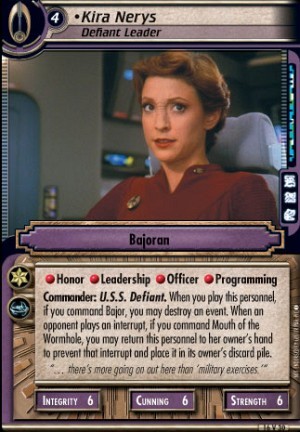 4 •Kira Nerys
Defiant Leader
Bajoran
Honor Leadership Officer Programming
Commander: U.S.S. Defiant. When you play this personnel,
if you command Bajor, you may destroy an event. When an
opponent plays an interrupt, if you command Mouth of the
Wormhole, you may return this personnel to her owner's hand
to prevent that interrupt and place it in its owner's discard pile.
"... there's more going on out here than 'military exercises.'"
INTEGRITY 6 CUNNING 6 STRENGTH 6
16 V 30